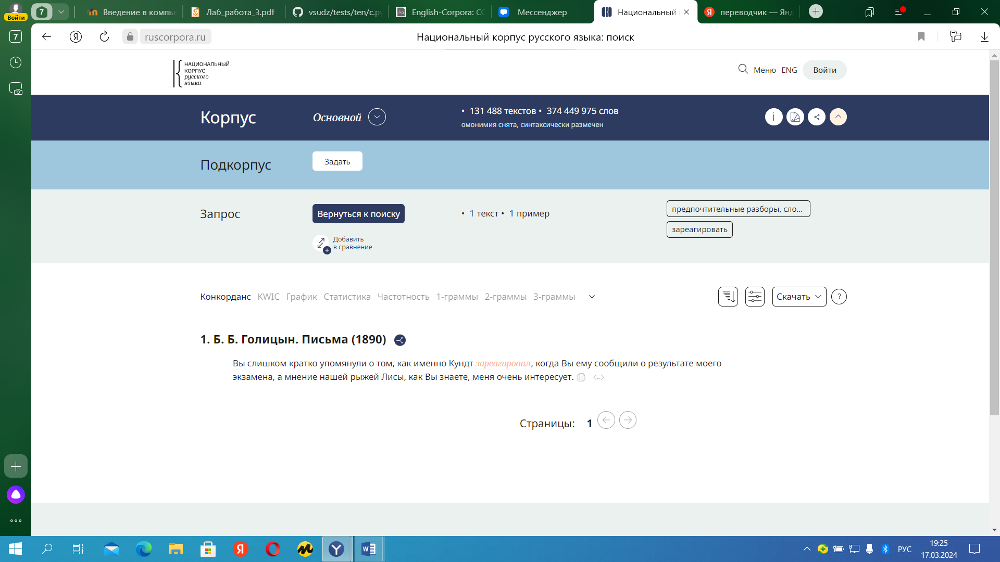 Войти
7
Введение в компь
Лаб_работа_3.pdf
vsudz/tests/ten/c.py
English-Corpora: CO
Мессенджер
Национальный
переводчик — Янд
7
ruscorpora.ru
Национальный корпус русского языка: поиск
НАЦИОНАЛЬНЫЙ
КОРПУС
русского
языка
Меню ENG Войти
Корпус
Основной
• 131 488 текстов • 374 449 975 слов
омонимия снята, синтаксически размечен
Подкорпус
Задать
Запрос
Вернуться к поиску
• 1 текст • 1 пример
предпочтительные разборы, сло...
зареагировать
Добавить
в сравнение
Конкорданс KWIC График Статистика Частотность 1-граммы 2-граммы 3-граммы
Скачать
?
1. Б. Б. Голицын. Письма (1890)
Вы слишком кратко упомянули о том, как именно Кундт зареагировал, когда Вы ему сообщили о результате моего
экзамена, а мнение нашей рыжей Лисы, как Вы знаете, меня очень интересует.
Страницы: 1
РУС
19:25
17.03.2024